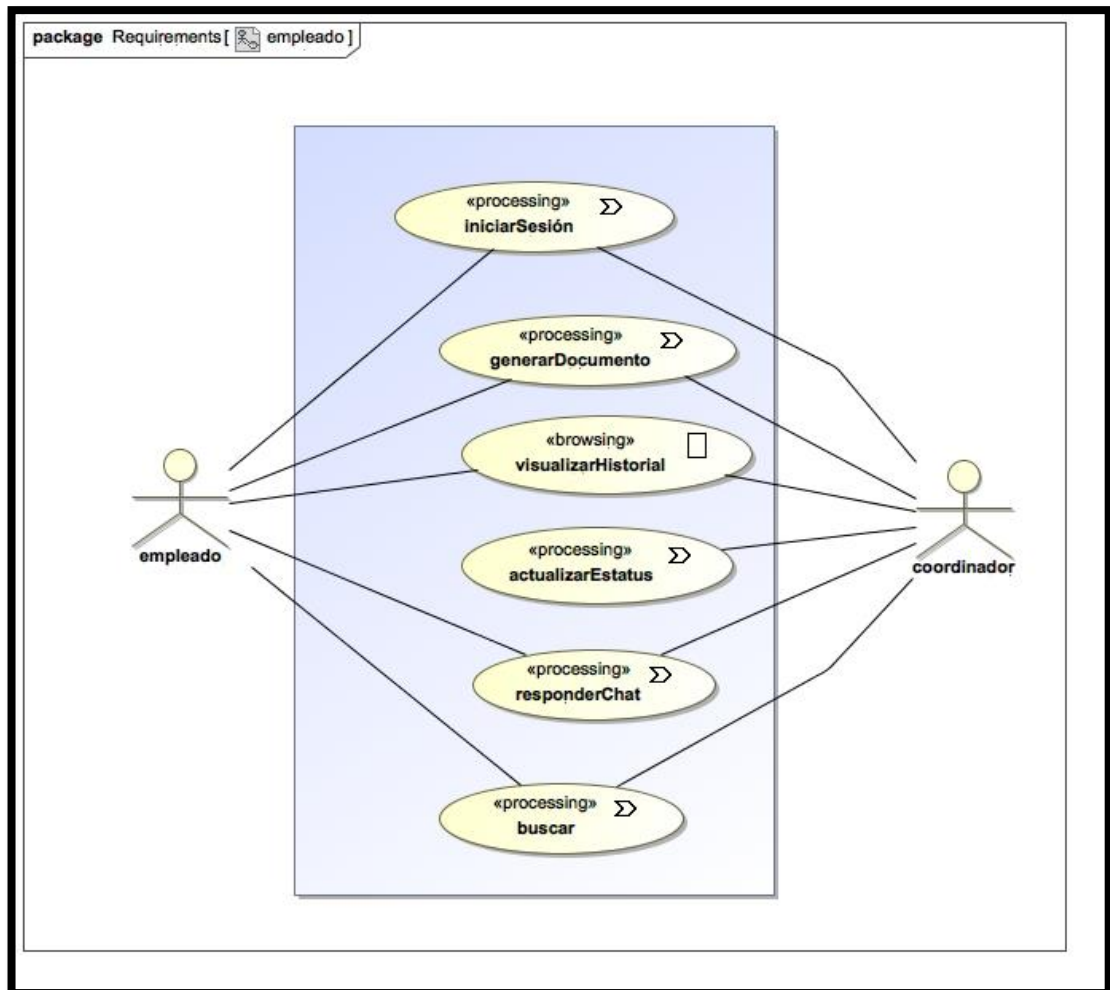 package Requirements [ empleado ]
«processing»
iniciarSesión
«processing»
generarDocumento
«browsing»
visualizarHistorial
empleado
«processing»
actualizarEstatus
coordinador
«processing»
responderChat
«processing»
buscar